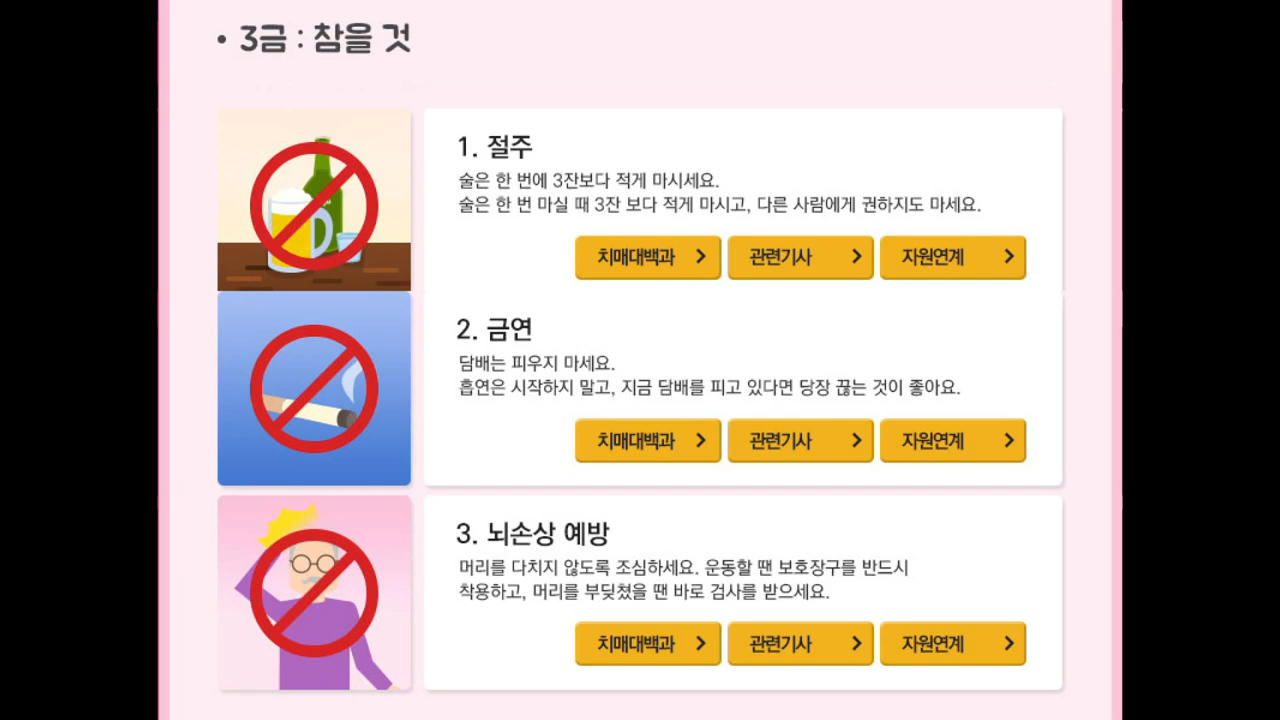 • 3금 : 참을 것
1. 절주
술은 한 번에 3잔보다 적게 마시세요.
술은 한 번 마실 때 3잔 보다 적게 마시고, 다른 사람에게 권하지도 마세요.
치매대백과 > 관련기사 > 자원연계 >
2. 금연
담배는 피우지 마세요.
흡연은 시작하지 말고, 지금 담배를 피고 있다면 당장 끊는 것이 좋아요.
치매대백과 > 관련기사 > 자원연계 >
3. 뇌손상 예방
머리를 다치지 않도록 조심하세요. 운동할 땐 보호장구를 반드시
착용하고, 머리를 부딪쳤을 땐 바로 검사를 받으세요.
치매대백과 > 관련기사 > 자원연계 >